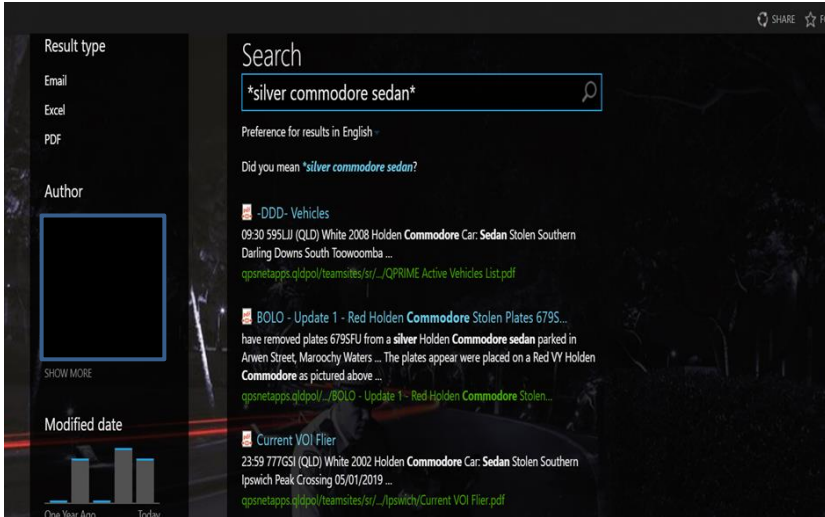 SHARE
Result type
Email
Excel
PDF
Author
SHOW MORE
Modified date
One Year Ago Today
Search
*silver commodore sedan*
Preference for results in English
Did you mean *silver commodore sedan?
-DDD- Vehicles
09:30 595LJJ (QLD) White 2008 Holden Commodore Car: Sedan Stolen Southern
Darling Downs South Toowoomba ...
qpsnetapps.qldpol/teamsites/sr/.../QPRIME Active Vehicles List.pdf
BOLO - Update 1 - Red Holden Commodore Stolen Plates 679S...
have removed plates 679SFU from a silver Holden Commodore sedan parked in
Arwen Street, Maroochy Waters ... The plates appear were placed on a Red VY Holden
Commodore as pictured above ...
qpsnetapps.qldpol/.../BOLO - Update 1 - Red Holden Commodore Stolen...
Current VOI Flier
23:59 777GSI (QLD) White 2002 Holden Commodore Car: Sedan Stolen Southern
Ipswich Peak Crossing 05/01/2019 ...
qpsnetapps.qldpol/teamsites/sr/.../Ipswich/Current VOI Flier.pdf